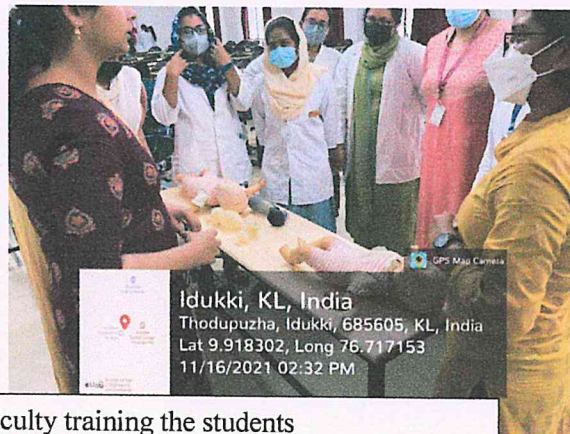 GPS Map Camera
Idukki, KL, India
Thodupuzha, Idukki, 685605, KL, India
Lat 9.918302, Long 76.717153
11/16/2021 02:32 PM
culty training the students